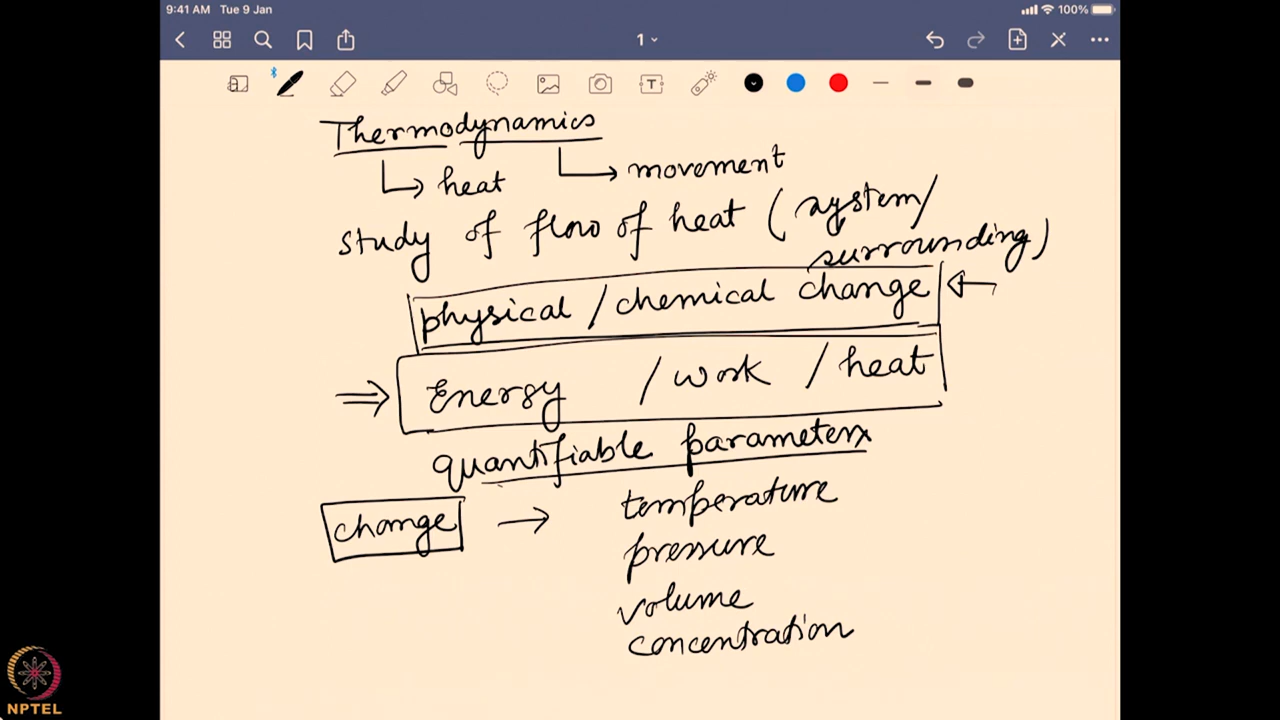 9:41 AM Tue 9 Jan 100%
1
T
Thermodynamics
heat movement
study of flow of heat (system/
surrounding)
physical / chemical change
⇒ Energy / work / heat
quantifiable parameters
change → temperature
pressure
volume
concentration
NPTEL